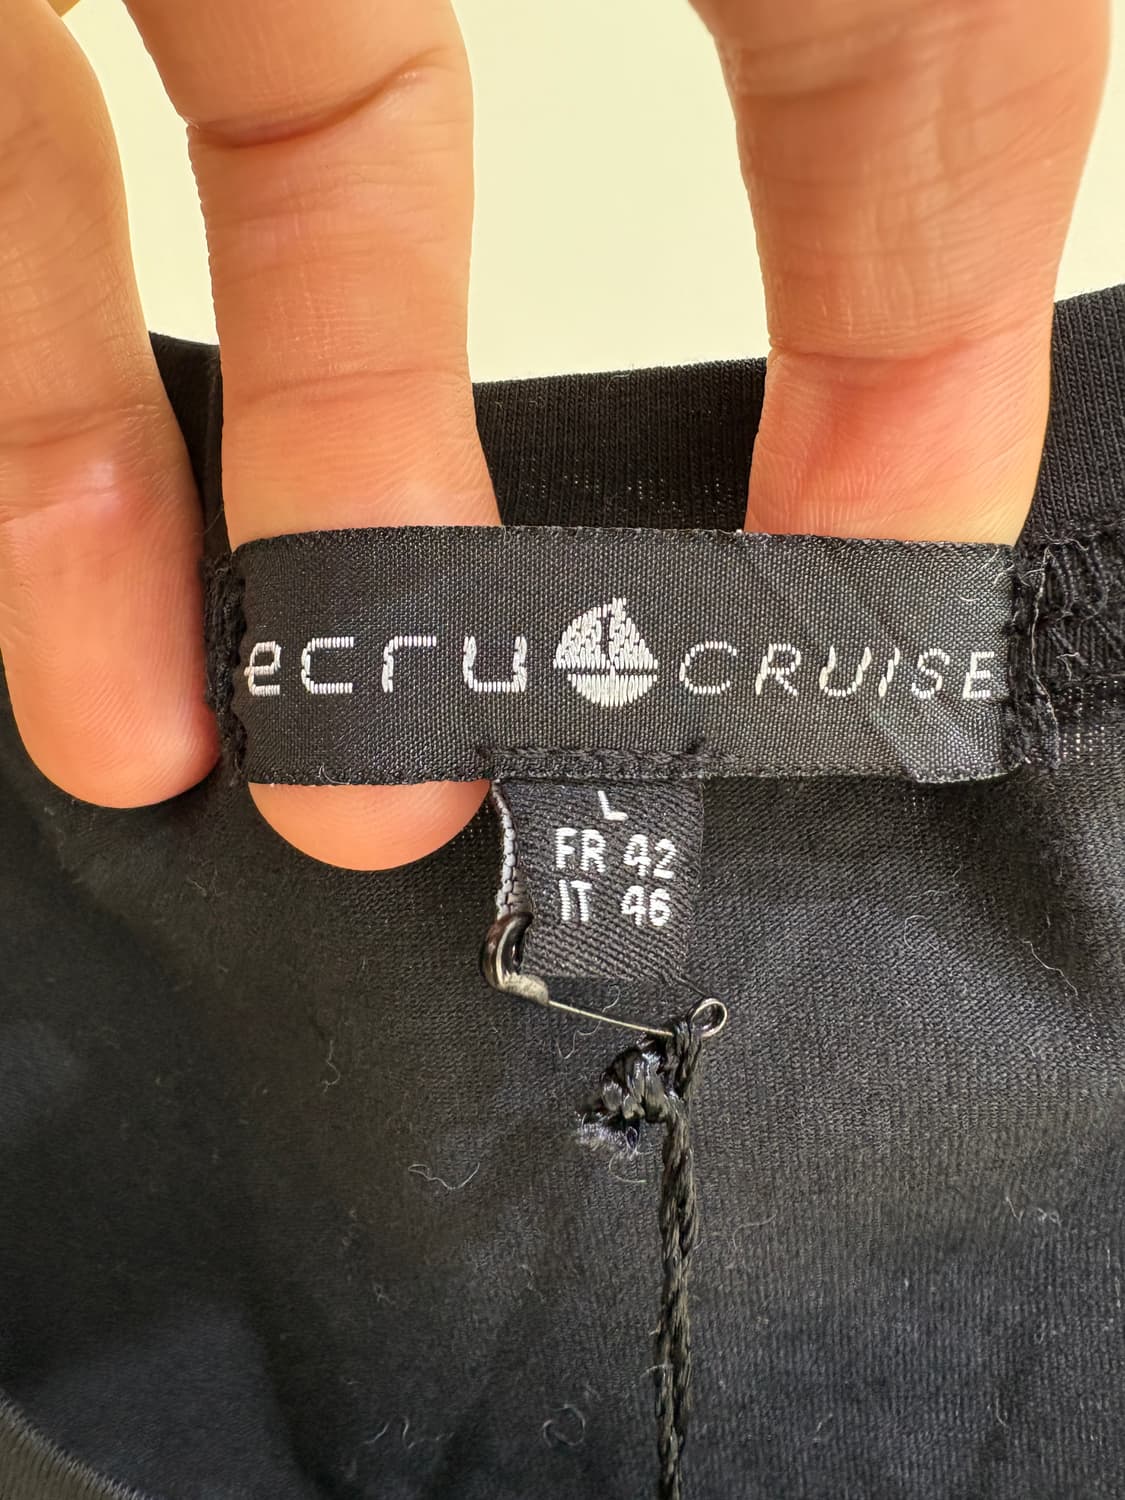 ecru CRUISE
L
FR 42
IT 46